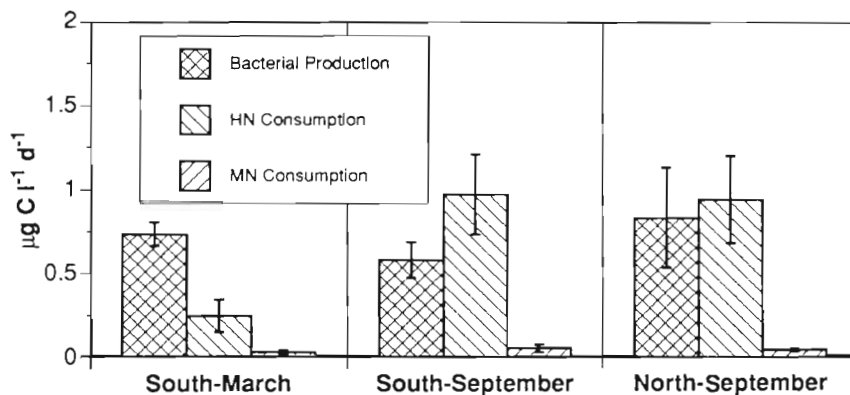 2
1.5
1
0.5
0
µg C l⁻¹ d⁻¹
Bacterial Production
HN Consumption
MN Consumption
South-March
South-September
North-September